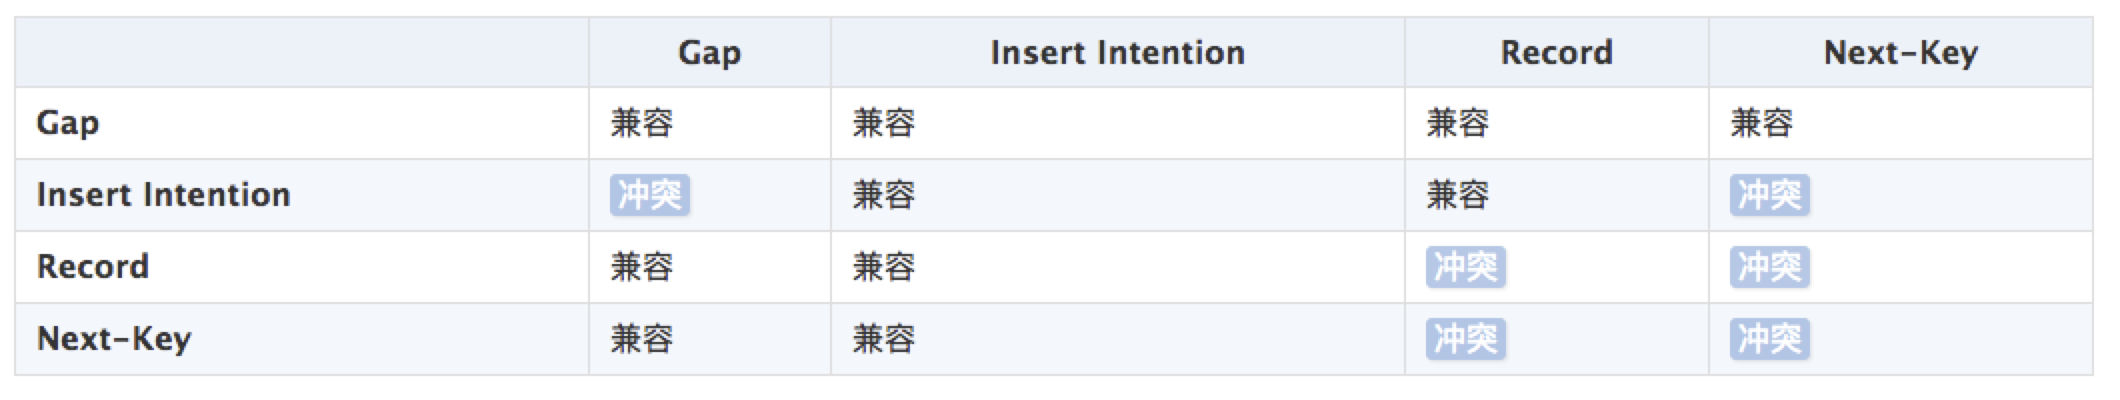 Gap Insert Intention Record Next-Key
Gap 兼容 兼容 兼容 兼容
Insert Intention 冲突 兼容 兼容 冲突
Record 兼容 兼容 冲突 冲突
Next-Key 兼容 兼容 冲突 冲突